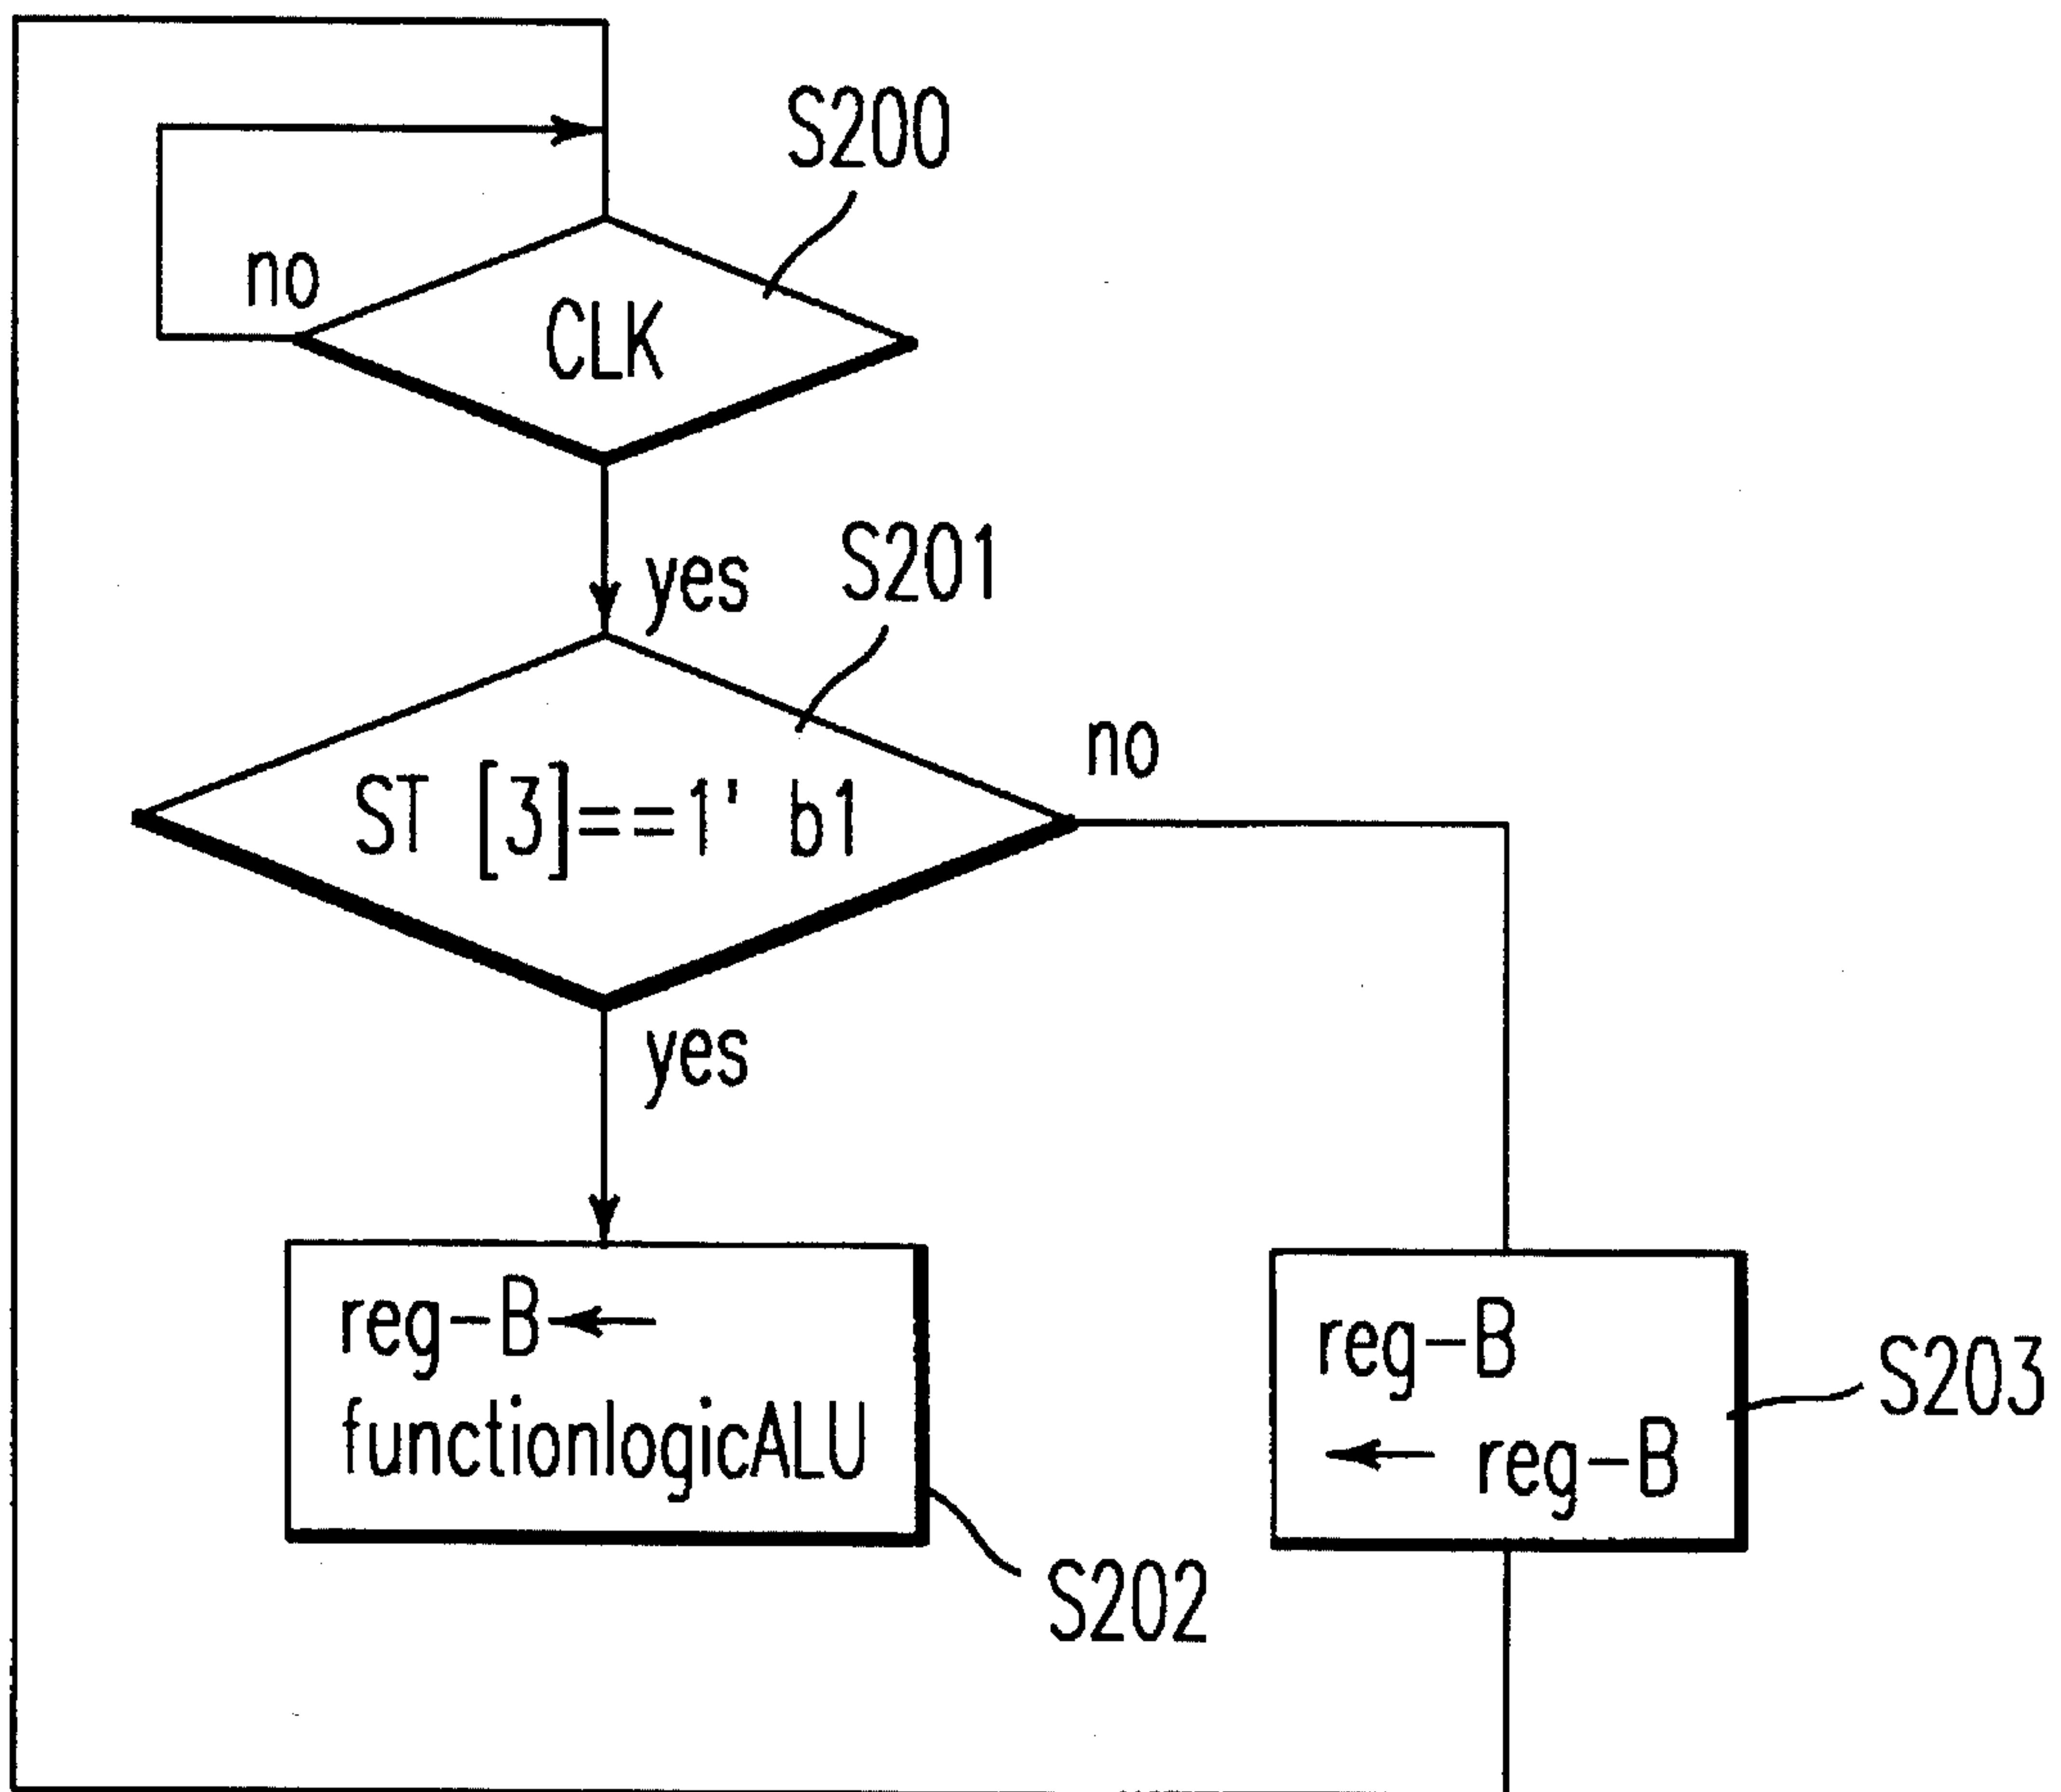 S200
no
CLK
yes
S201
no
ST [3]==1' b1
yes
reg-B←
functionlogicALU
reg-B
← reg-B
S203
S202